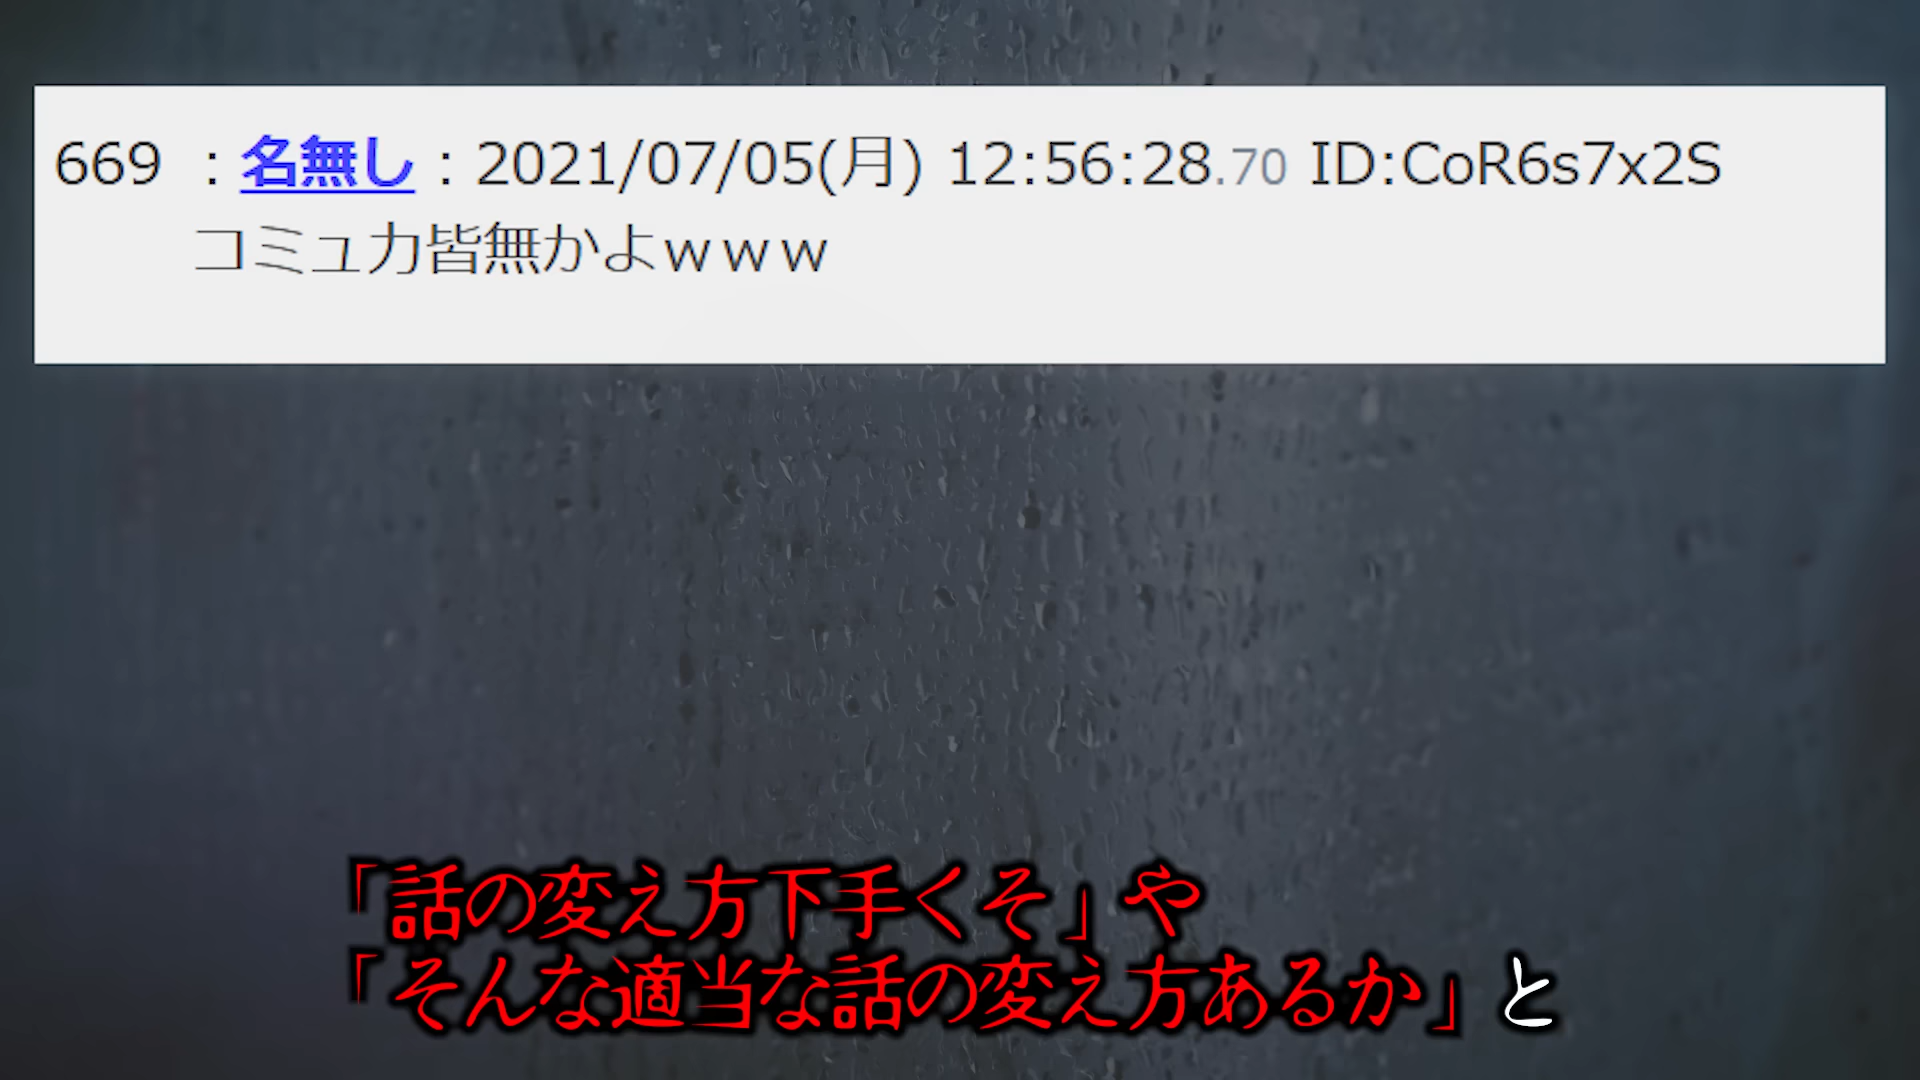 669 ：名無し：2021/07/05(月) 12:56:28.70 ID:CoR6s7x2S
コミュ力皆無かよｗｗｗ
「話の変え方下手くそ」や
「そんな適当な話の変え方あるか」と